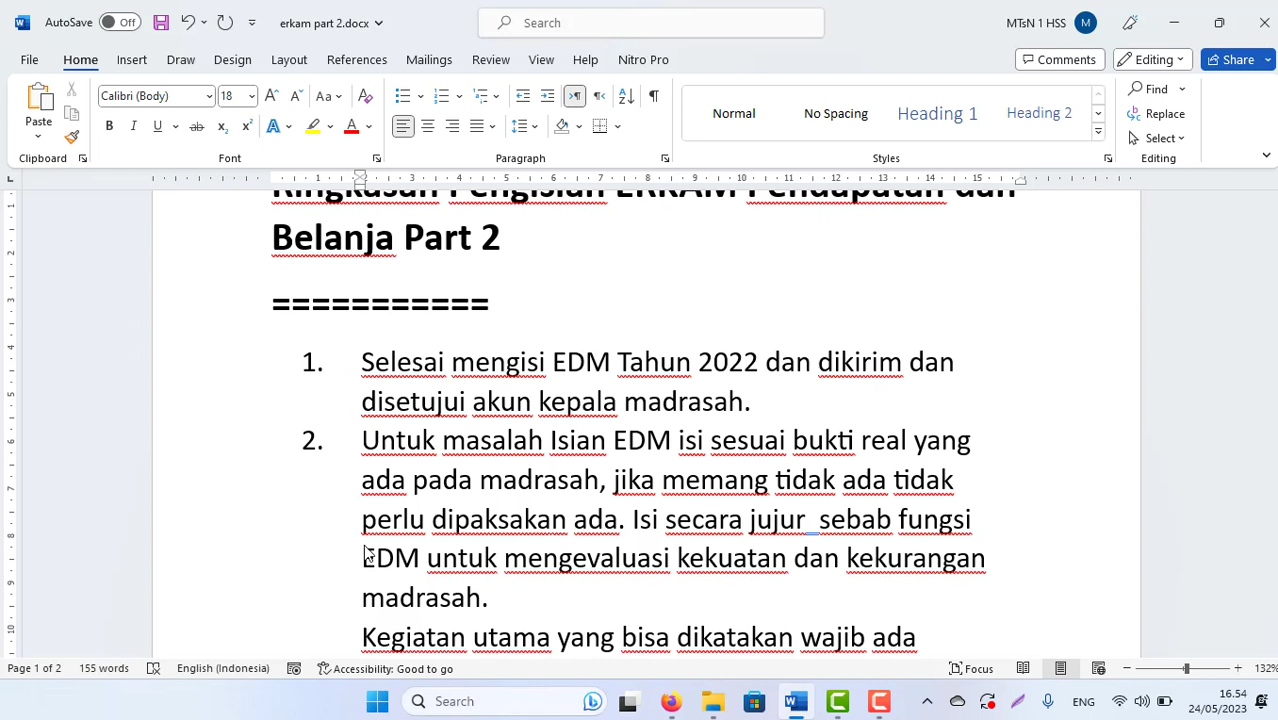 AutoSave Off erkam part 2.docx Search MTsN 1 HSS M
File Home Insert Draw Design Layout References Mailings Review View Help Nitro Pro Comments Editing Share
Paste Calibri (Body) 18 Aa Normal No Spacing Heading 1 Heading 2 Find Replace Select
Clipboard Font Paragraph Styles Editing
Ringkasan Pengisian ERKAM Pendapatan dan
Belanja Part 2
===========
1. Selesai mengisi EDM Tahun 2022 dan dikirim dan
disetujui akun kepala madrasah.
2. Untuk masalah Isian EDM isi sesuai bukti real yang
ada pada madrasah, jika memang tidak ada tidak
perlu dipaksakan ada. Isi secara jujur sebab fungsi
EDM untuk mengevaluasi kekuatan dan kekurangan
madrasah.
Kegiatan utama yang bisa dikatakan wajib ada
Page 1 of 2 155 words English (Indonesia) Accessibility: Good to go Focus 132%
Search 16.54
24/05/2023